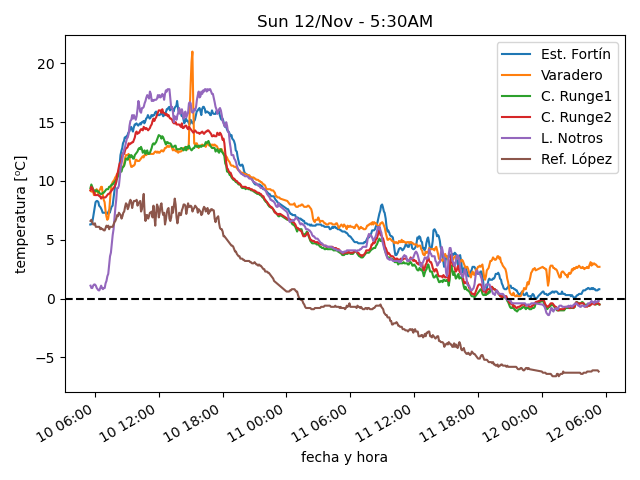 Sun 12/Nov - 5:30AM
Est. Fortín
Varadero
C. Runge1
C. Runge2
L. Notros
Ref. López
temperatura [ºC]
20
15
10
5
0
−5
10 06:00
10 12:00
10 18:00
11 00:00
11 06:00
11 12:00
11 18:00
12 00:00
12 06:00
fecha y hora